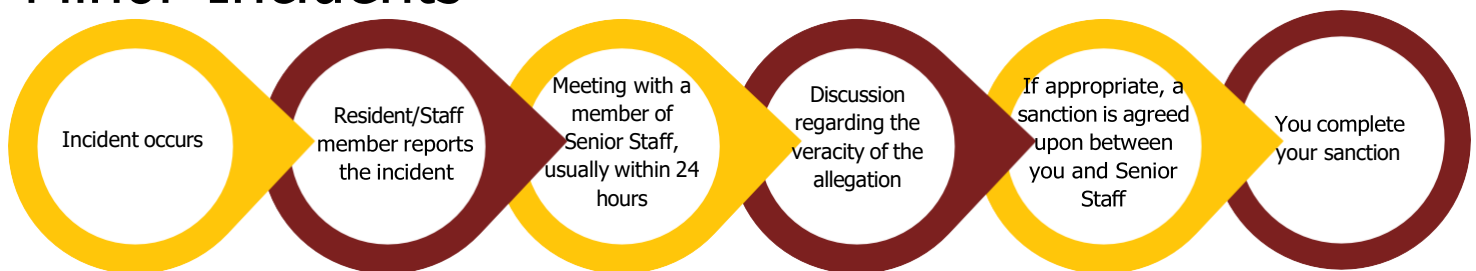 Minor Incidents
Incident occurs
Resident/Staff
member reports
the incident
Meeting with a
member of
Senior Staff,
usually within 24
hours
Discussion
regarding the
veracity of the
allegation
If appropriate, a
sanction is agreed
upon between
you and Senior
Staff
You complete
your sanction